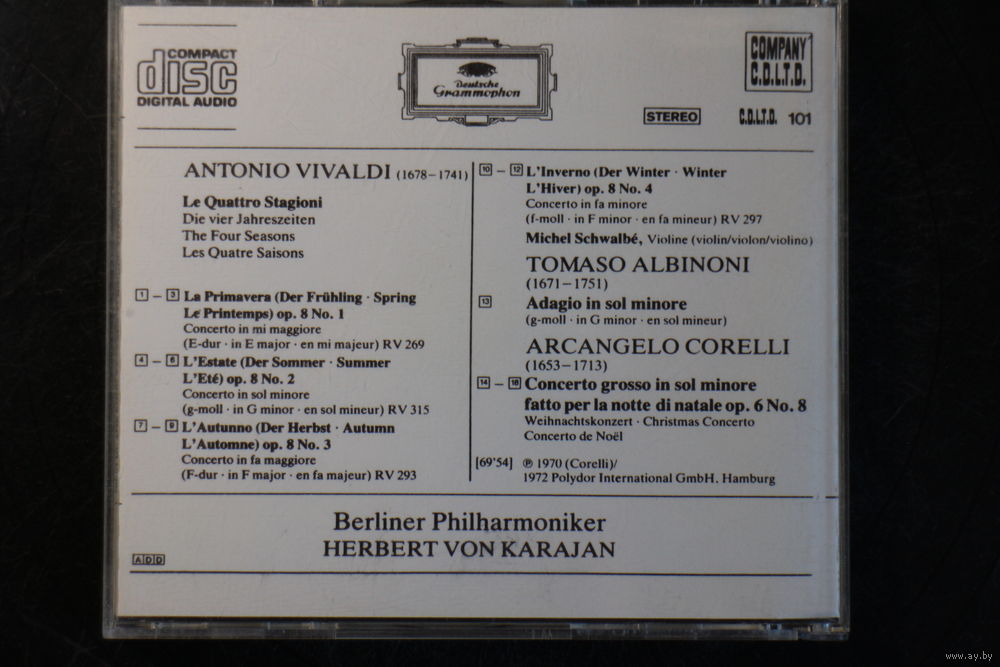 COMPACT
disc
DIGITAL AUDIO
Deutsche
Grammophon
COMPANY
C.D.L.T.D.
STEREO
C.D.L.T.D. 101
ANTONIO VIVALDI (1678–1741)
Le Quattro Stagioni
Die vier Jahreszeiten
The Four Seasons
Les Quatre Saisons
1 – 3 La Primavera (Der Frühling · Spring
Le Printemps) op. 8 No. 1
Concerto in mi maggiore
(E-dur · in E major · en mi majeur) RV 269
4 – 6 L'Estate (Der Sommer · Summer
L'Eté) op. 8 No. 2
Concerto in sol minore
(g-moll · in G minor · en sol mineur) RV 315
7 – 9 L'Autunno (Der Herbst · Autumn
L'Automne) op. 8 No. 3
Concerto in fa maggiore
(F-dur · in F major · en fa majeur) RV 293
10 – 12 L'Inverno (Der Winter · Winter
L'Hiver) op. 8 No. 4
Concerto in fa minore
(f-moll · in F minor · en fa mineur) RV 297
Michel Schwalbé, Violine (violin/violon/violino)
TOMASO ALBINONI
(1671–1751)
13 Adagio in sol minore
(g-moll · in G minor · en sol mineur)
ARCANGELO CORELLI
(1653–1713)
14 – 18 Concerto grosso in sol minore
fatto per la notte di natale op. 6 No. 8
Weihnachtskonzert · Christmas Concerto
Concerto de Noël
[69'54] ℗ 1970 (Corelli)/
1972 Polydor International GmbH, Hamburg
Berliner Philharmoniker
HERBERT VON KARAJAN
ADD
www.ay.by